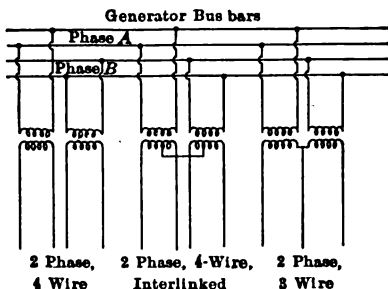 Generator Bus bars
Phase A
Phase B
2 Phase, 2 Phase, 4-Wire, 2 Phase,
4 Wire Interlinked 3 Wire